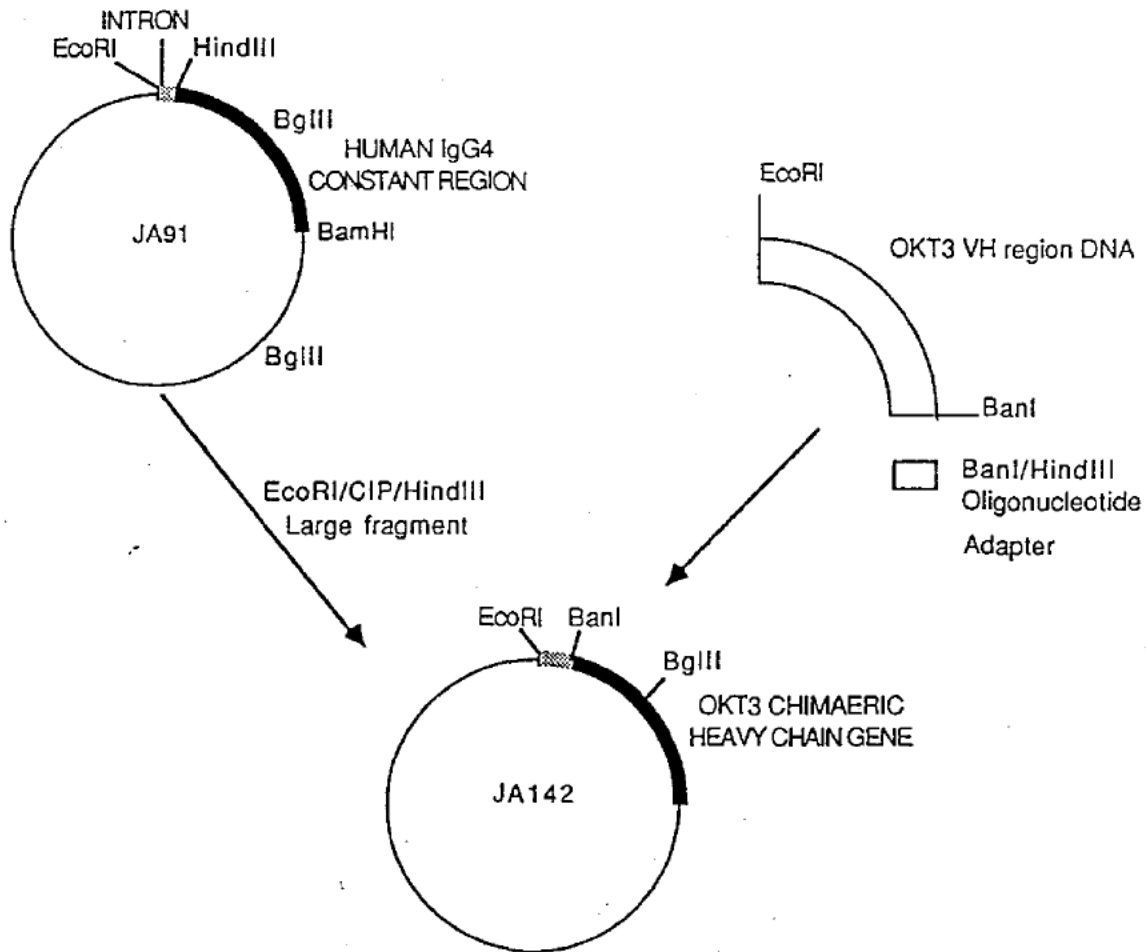 INTRON
EcoRI
HindIII
BglII
HUMAN IgG4
CONSTANT REGION
JA91
BamHI
BglII
EcoRI
OKT3 VH region DNA
BanI
BanI/HindIII
Oligonucleotide
Adapter
EcoRI/CIP/HindIII
Large fragment
EcoRI
BanI
BglII
OKT3 CHIMAERIC
HEAVY CHAIN GENE
JA142